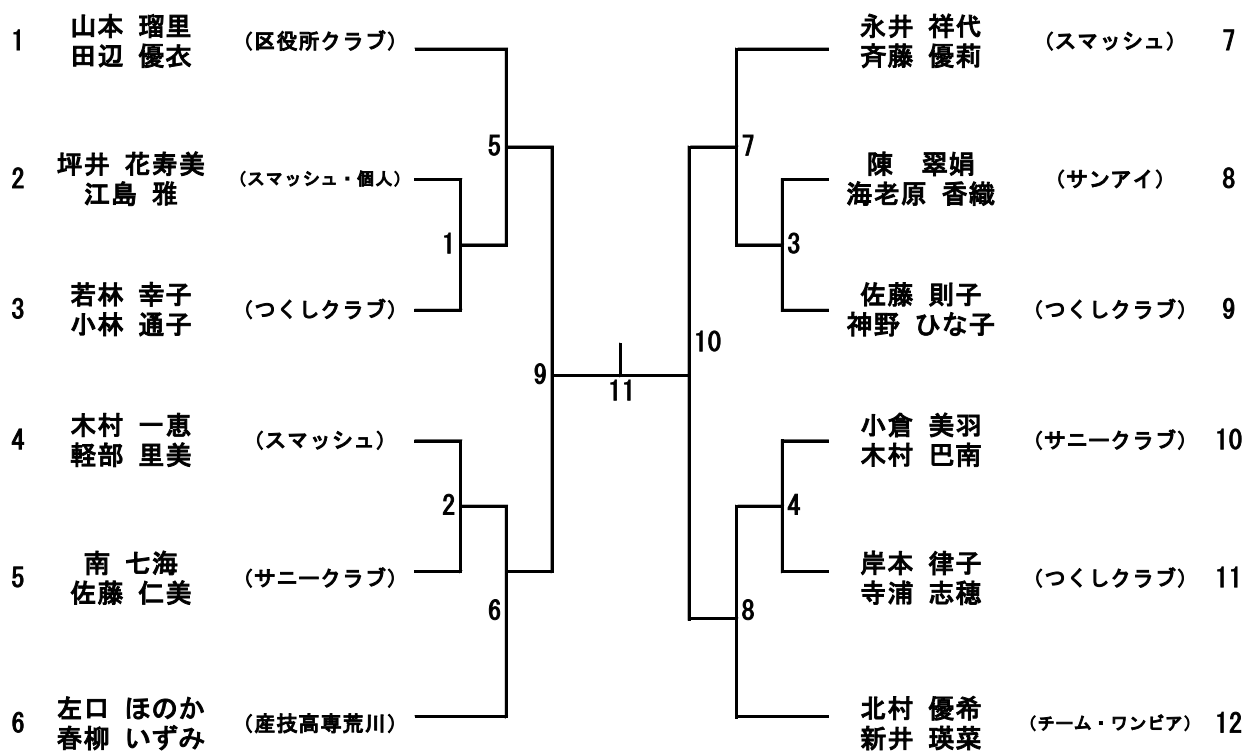 1 山本 瑠里
田辺 優衣 (区役所クラブ)
2 坪井 花寿美
江島 雅 (スマッシュ・個人)
3 若林 幸子
小林 通子 (つくしクラブ)
4 木村 一恵
軽部 里美 (スマッシュ)
5 南 七海
佐藤 仁美 (サニークラブ)
6 左口 ほのか
春柳 いずみ (産技高専荒川)
5
1
9
2
6
11
10
7
3
4
8
永井 祥代
斉藤 優莉 (スマッシュ) 7
陳 翠娟
海老原 香織 (サンアイ) 8
佐藤 則子
神野 ひな子 (つくしクラブ) 9
小倉 美羽
木村 巴南 (サニークラブ) 10
岸本 律子
寺浦 志穂 (つくしクラブ) 11
北村 優希
新井 瑛菜 (チーム・ワンピア) 12